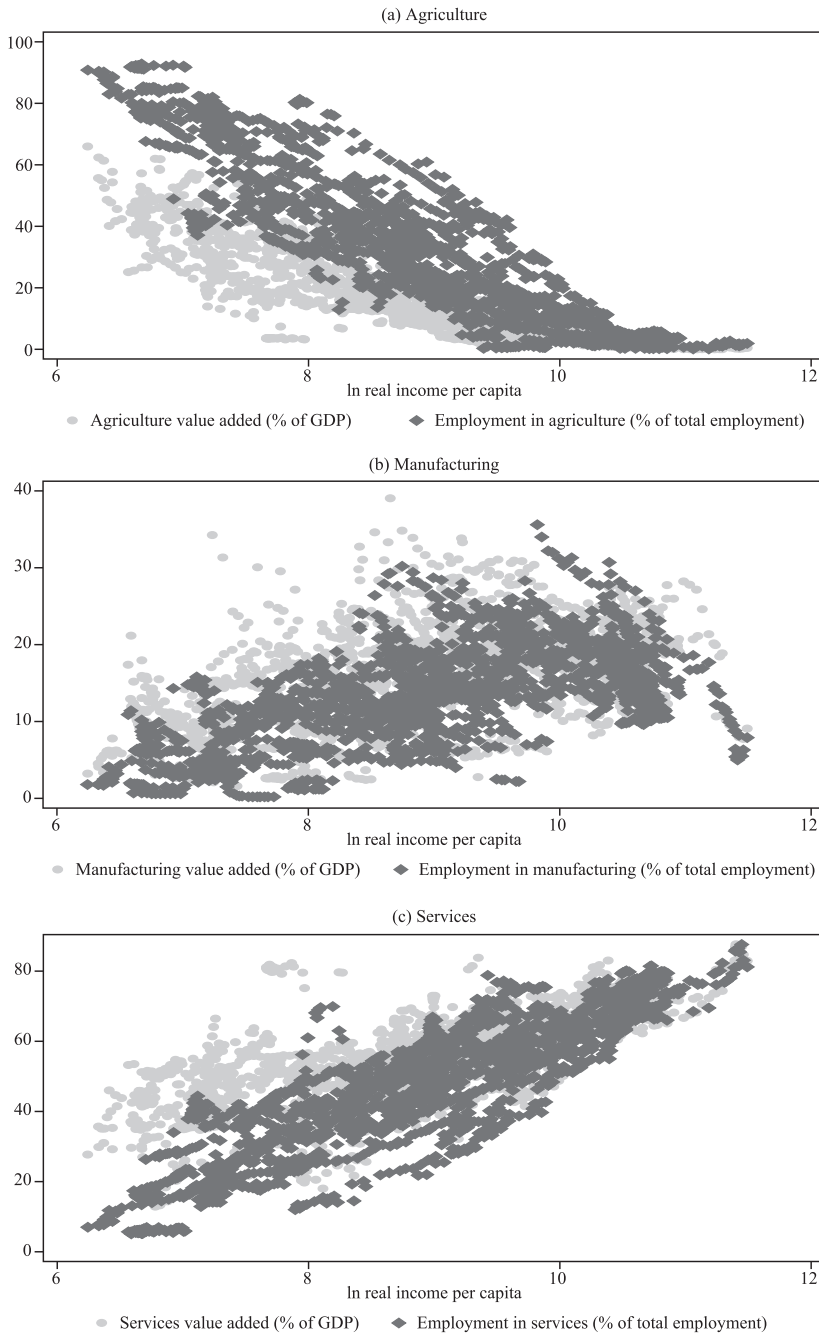 (a) Agriculture
100
80
60
40
20
0
6 8 10 12
ln real income per capita
Agriculture value added (% of GDP) Employment in agriculture (% of total employment)
(b) Manufacturing
40
30
20
10
0
6 8 10 12
ln real income per capita
Manufacturing value added (% of GDP) Employment in manufacturing (% of total employment)
(c) Services
80
60
40
20
0
6 8 10 12
ln real income per capita
Services value added (% of GDP) Employment in services (% of total employment)